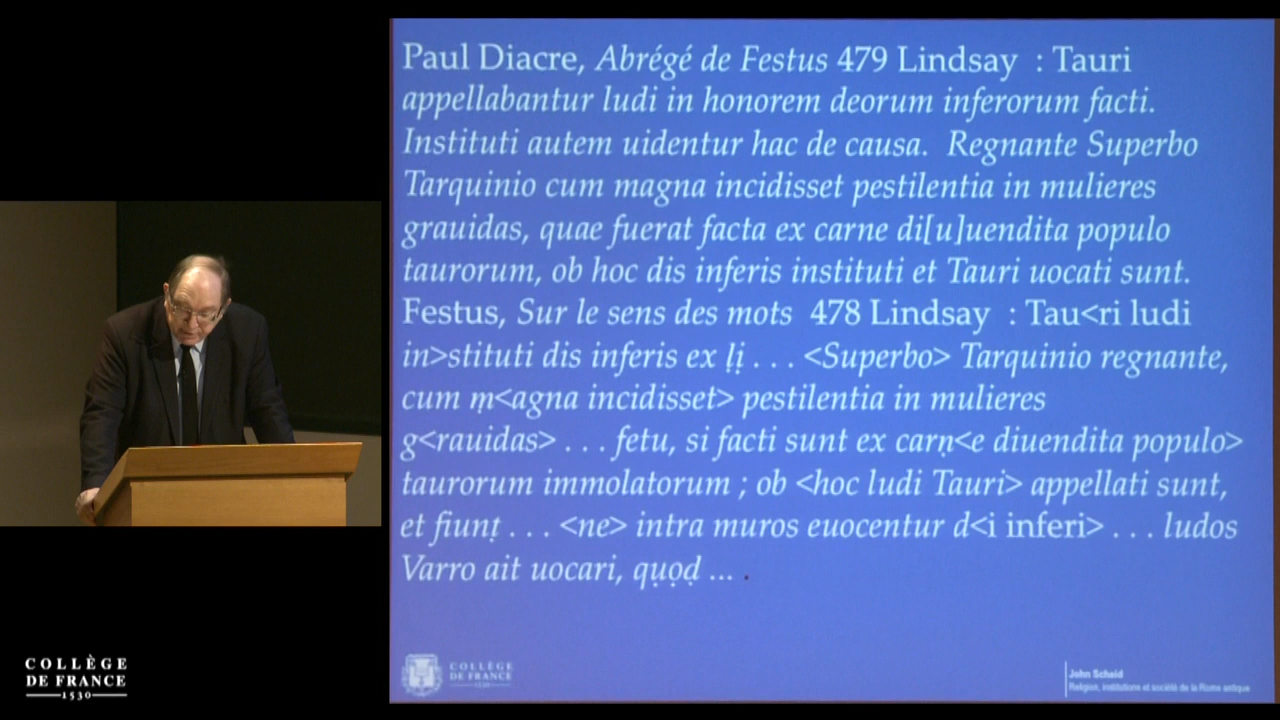 Paul Diacre, Abrégé de Festus 479 Lindsay : Tauri
appellabantur ludi in honorem deorum inferorum facti.
Instituti autem uidentur hac de causa. Regnante Superbo
Tarquinio cum magna incidisset pestilentia in mulieres
grauidas, quae fuerat facta ex carne di[u]uendita populo
taurorum, ob hoc dis inferis instituti et Tauri uocati sunt.
Festus, Sur le sens des mots 478 Lindsay : Tau<ri ludi
in>stituti dis inferis ex ḷị . . . <Superbo> Tarquinio regnante,
cum ṃ<agna incidisset> pestilentia in mulieres
g<rauidas> . . . fetu, si facti sunt ex carṇ<e diuendita populo>
taurorum immolatorum ; ob <hoc ludi Tauri> appellati sunt,
et fiunṭ . . . <ne> intra muros euocentur d<i inferi> . . . ludos
Varro ait uocari, qụọḍ ... .
COLLÈGE
DE FRANCE
1530
COLLÈGE
DE FRANCE
1530
John Scheid
Religion, institutions et société de la Rome antique